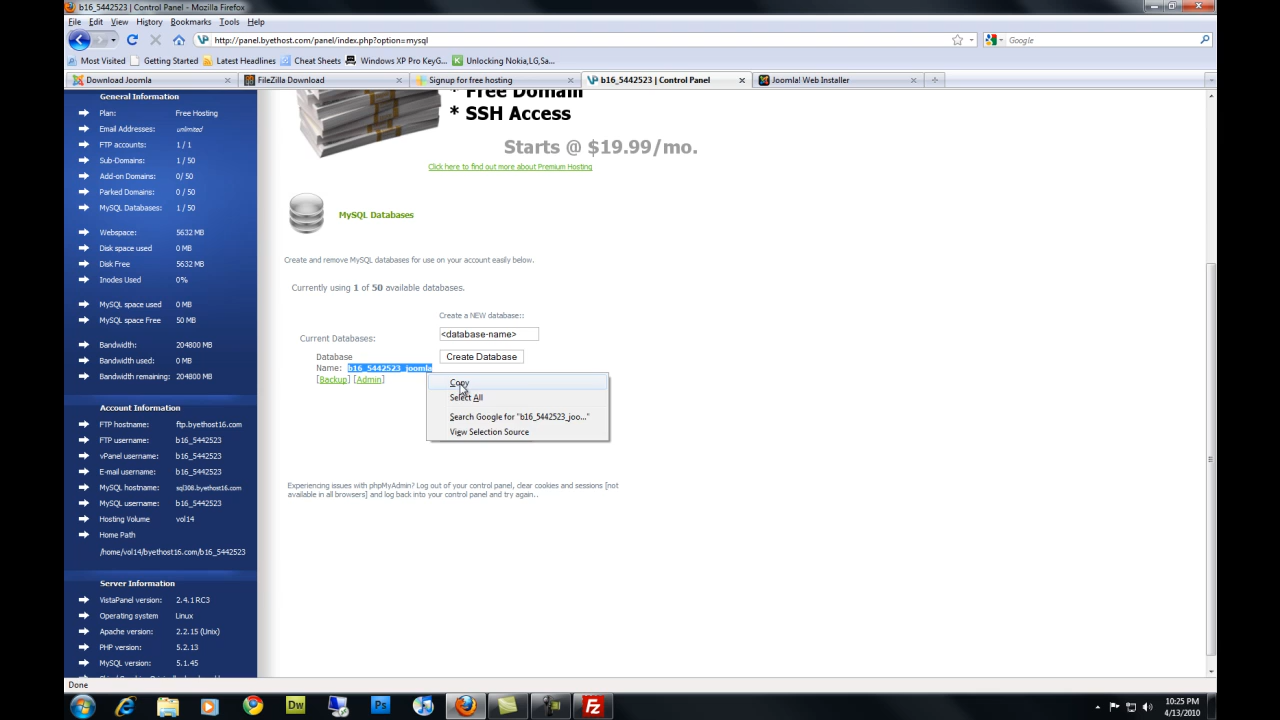 b16_5442523 | Control Panel - Mozilla Firefox
File Edit View History Bookmarks Tools Help
http://panel.byethost.com/panel/index.php?option=mysql
Google
Most Visited Getting Started Latest Headlines Cheat Sheets Windows XP Pro KeyG... Unlocking Nokia,LG,Sa...
Download Joomla FileZilla Download Signup for free hosting b16_5442523 | Control Panel Joomla! Web Installer
General Information
Plan: Free Hosting
Email Addresses: unlimited
FTP accounts: 1 / 1
Sub-Domains: 1 / 50
Add-on Domains: 0/ 50
Parked Domains: 0 / 50
MySQL Databases: 1 / 50
Webspace: 5632 MB
Disk space used 0 MB
Disk Free 5632 MB
Inodes Used 0%
MySQL space used 0 MB
MySQL space Free 50 MB
Bandwidth: 204800 MB
Bandwidth used: 0 MB
Bandwidth remaining: 204800 MB
Account Information
FTP hostname: ftp.byethost16.com
FTP username: b16_5442523
vPanel username: b16_5442523
E-mail username: b16_5442523
MySQL hostname: sql308.byethost16.com
MySQL username: b16_5442523
Hosting Volume vol14
Home Path
/home/vol14/byethost16.com/b16_5442523
Server Information
VistaPanel version: 2.4.1 RC3
Operating system Linux
Apache version: 2.2.15 (Unix)
PHP version: 5.2.13
MySQL version: 5.1.45
* Free Domain
* SSH Access
Starts @ $19.99/mo.
Click here to find out more about Premium Hosting
MySQL Databases
Create and remove MySQL databases for use on your account easily below.
Currently using 1 of 50 available databases.
Create a NEW database::
<database-name>
Current Databases:
Create Database
Database
Name: b16_5442523_joomla
[Backup] [Admin]
Copy
Select All
Search Google for "b16_5442523_joo..."
View Selection Source
Experiencing issues with phpMyAdmin? Log out of your control panel, clear cookies and sessions [not
available in all browsers] and log back into your control panel and try again..
Done
Dw
Ps
Fz
10:25 PM
4/13/2010